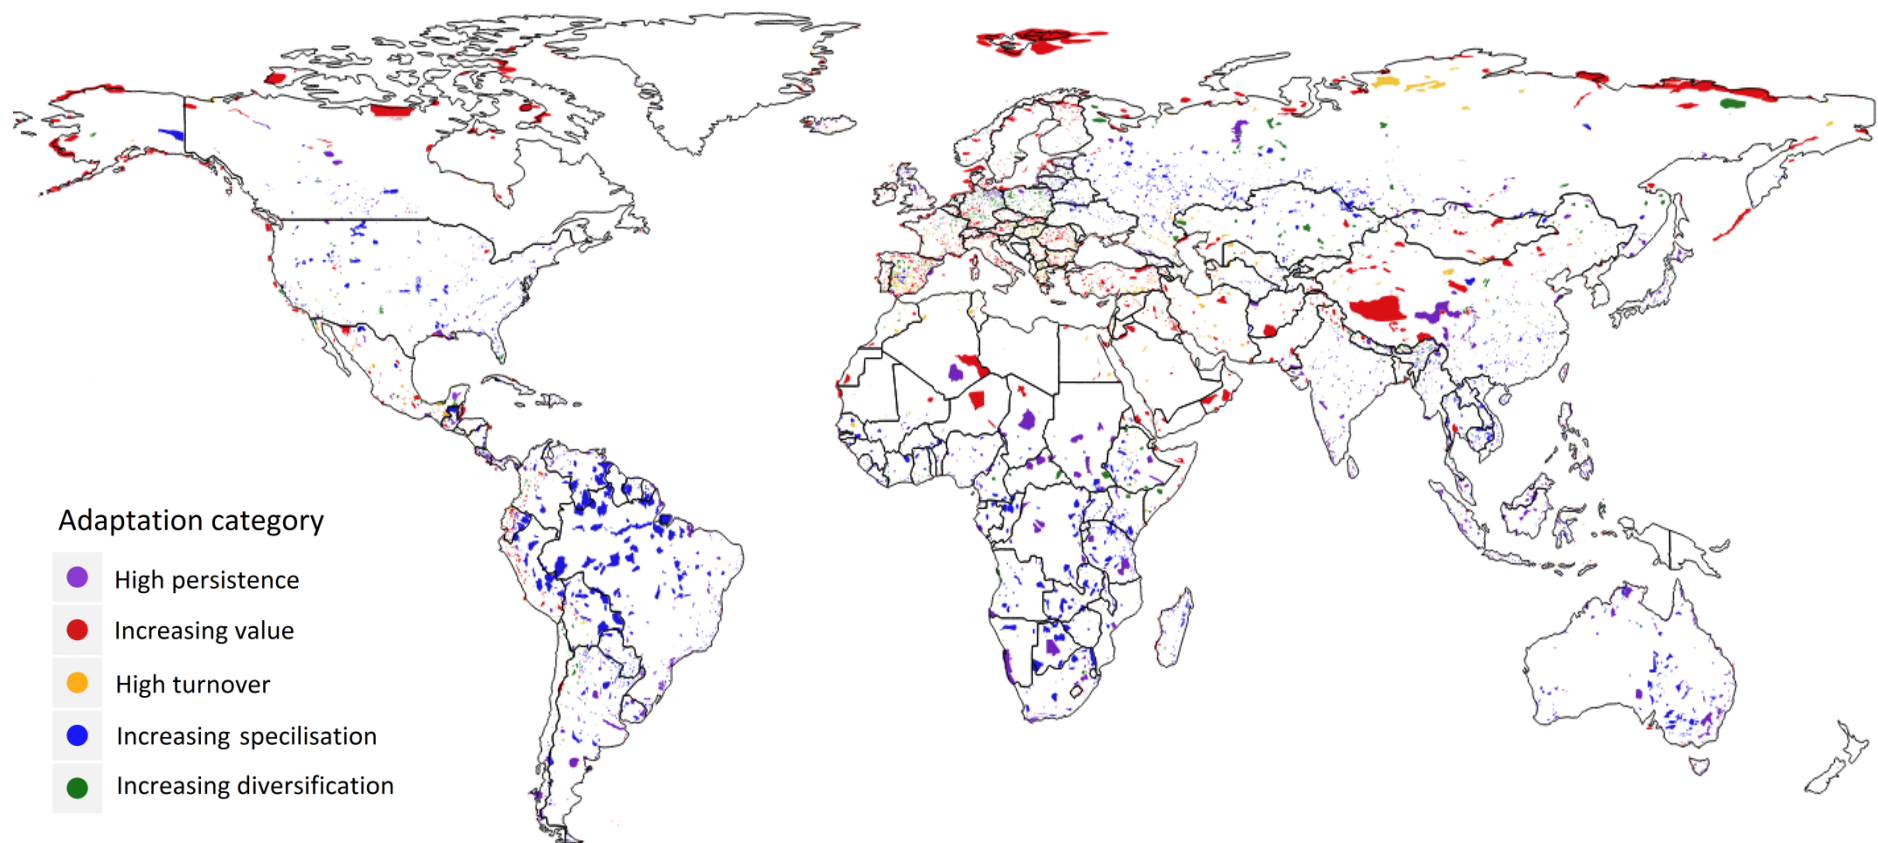 Adaptation category
High persistence
Increasing value
High turnover
Increasing specilisation
Increasing diversification